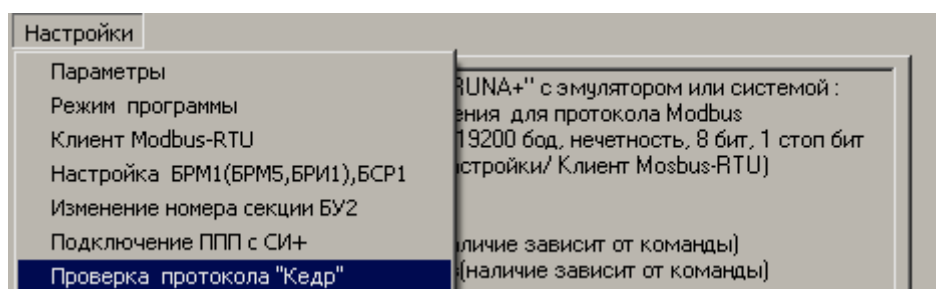 Настройки
Параметры
Режим программы
Клиент Modbus-RTU
Настройка БРМ1(БРМ5,БРИ1),БСР1
Изменение номера секции БУ2
Подключение ППП с СИ+
Проверка протокола "Кедр"
RUNA+" с эмулятором или системой :
ения для протокола Modbus
19200 бод, нечетность, 8 бит, 1 стоп бит
стройки/ Клиент Mosbus-RTU)
личие зависит от команды)
(наличие зависит от команды)